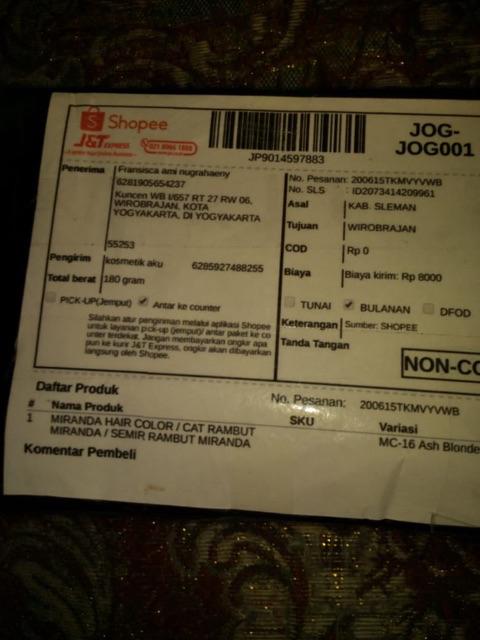 Shopee
J&T EXPRESS
021 8066 1888
JP9014597883
JOG-
JOG001
Penerima
Fransisca ami nugrahaeny
6281905654237
Kuncen WB I/657 RT 27 RW 06,
WIROBRAJAN, KOTA
YOGYAKARTA, DI YOGYAKARTA
55253
Pengirim
kosmetik aku
6285927488255
Total berat
180 gram
PICK-UP(Jemput)
Antar ke counter
Silahkan atur pengiriman melalui aplikasi Shopee
untuk layanan pick-up (jemput)/ antar paket ke co
unter terdekat. Jangan membayarkan ongkir apa
pun ke kurir J&T Express, ongkir akan dibayarkan
langsung oleh Shopee.
No. Pesanan: 200615TKMVYVWB
No. SLS : ID2073414209961
Asal
KAB. SLEMAN
Tujuan
WIROBRAJAN
COD
Rp 0
Biaya
Biaya kirim: Rp 8000
TUNAI
BULANAN
DFOD
Keterangan
Sumber: SHOPEE
Tanda Tangan
NON-CO
Daftar Produk
No. Pesanan: 200615TKMVYVWB
# Nama Produk SKU Variasi
1 MIRANDA HAIR COLOR / CAT RAMBUT
MIRANDA / SEMIR RAMBUT MIRANDA
MC-16 Ash Blonde
Komentar Pembeli